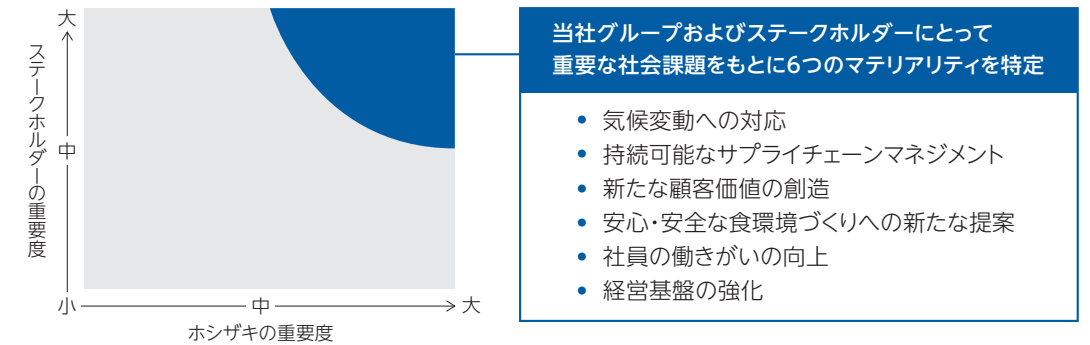 大
ステークホルダーの重要度
中
小
中
大
ホシザキの重要度
当社グループおよびステークホルダーにとって
重要な社会課題をもとに6つのマテリアリティを特定
• 気候変動への対応
• 持続可能なサプライチェーンマネジメント
• 新たな顧客価値の創造
• 安心・安全な食環境づくりへの新たな提案
• 社員の働きがいの向上
• 経営基盤の強化